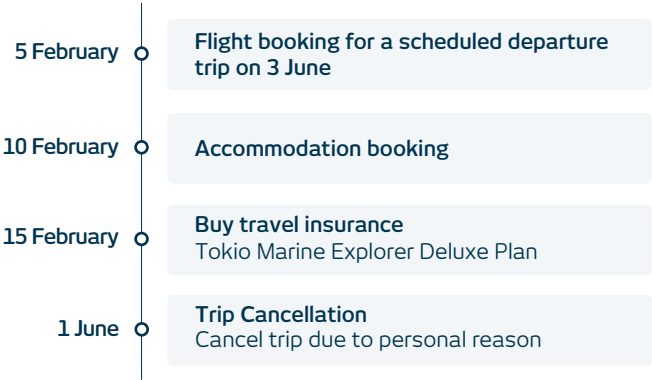 5 February
Flight booking for a scheduled departure
trip on 3 June
10 February
Accommodation booking
15 February
Buy travel insurance
Tokio Marine Explorer Deluxe Plan
1 June
Trip Cancellation
Cancel trip due to personal reason